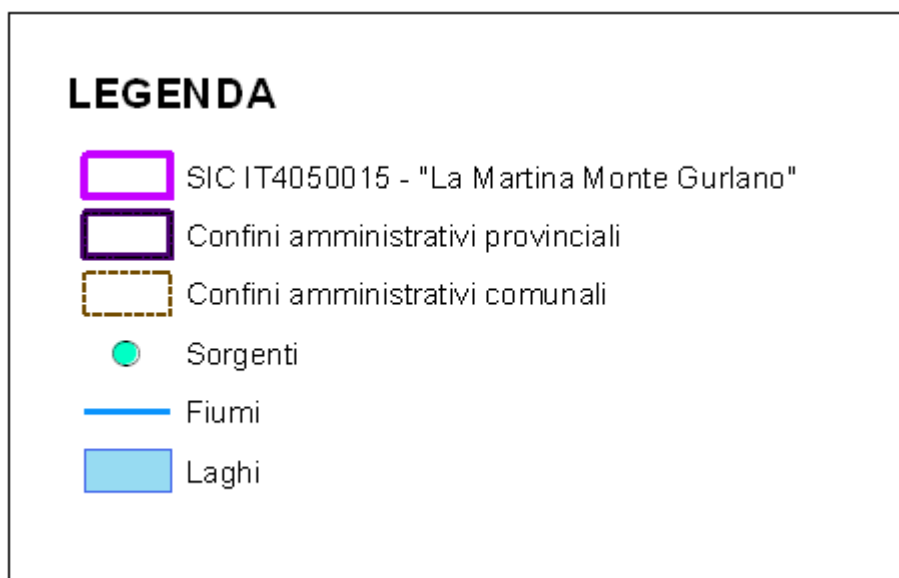 LEGENDA
SIC IT4050015 - "La Martina Monte Gurlano"
Confini amministrativi provinciali
Confini amministrativi comunali
Sorgenti
Fiumi
Laghi